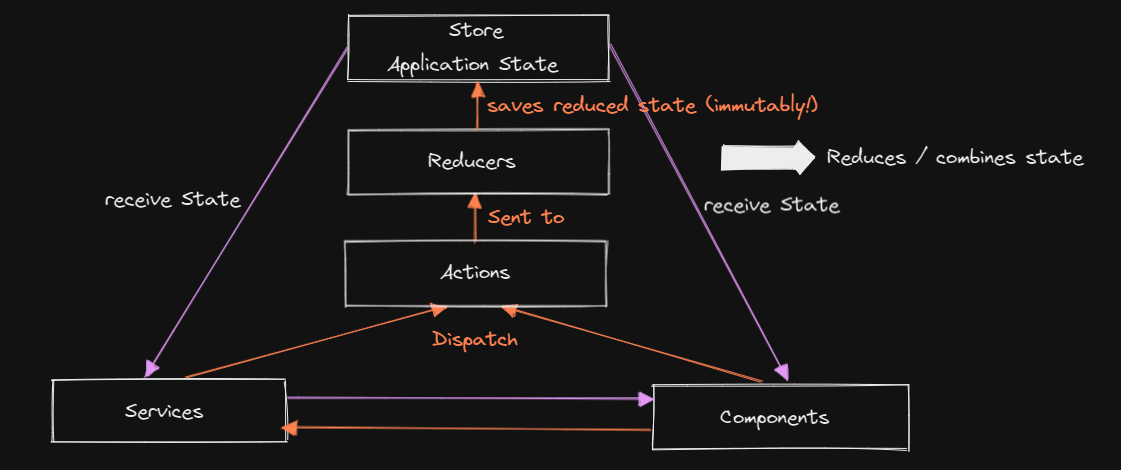 Store
Application State
saves reduced state (immutably!)
Reducers
Reduces / combines state
receive State
receive State
Sent to
Actions
Dispatch
Services
Components